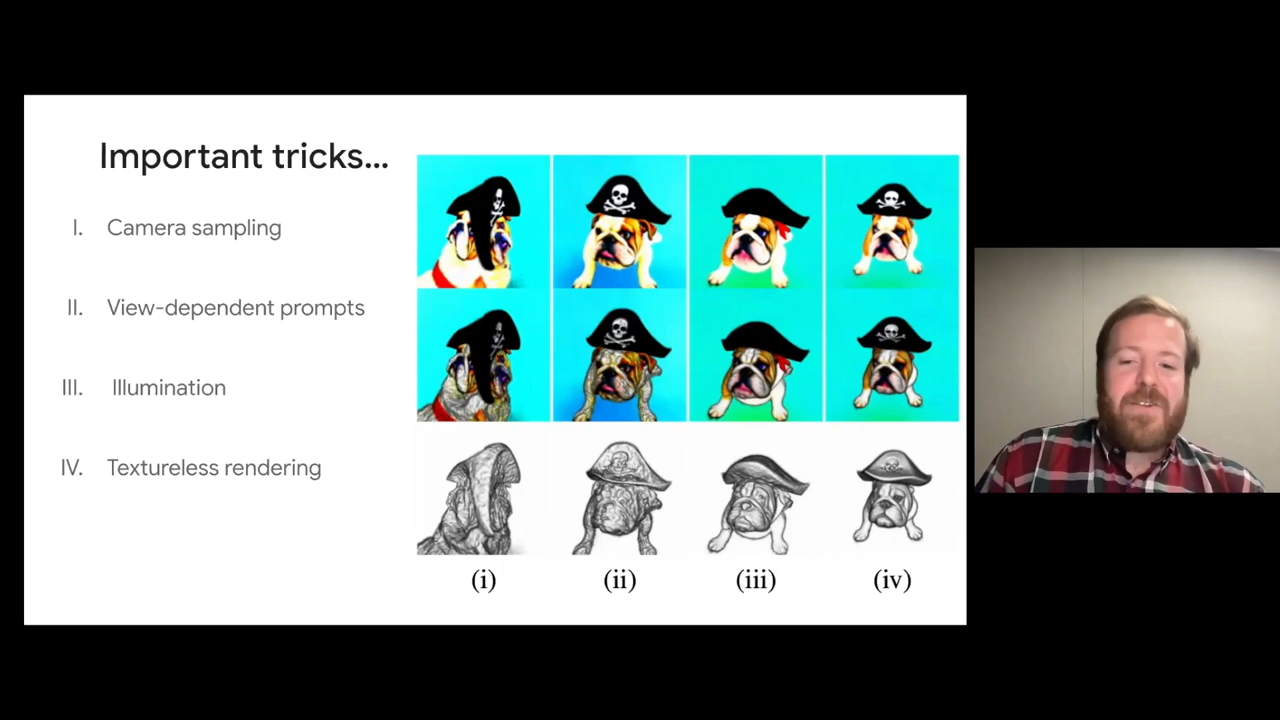 Important tricks...
I. Camera sampling
II. View-dependent prompts
III. Illumination
IV. Textureless rendering
(i) (ii) (iii) (iv)